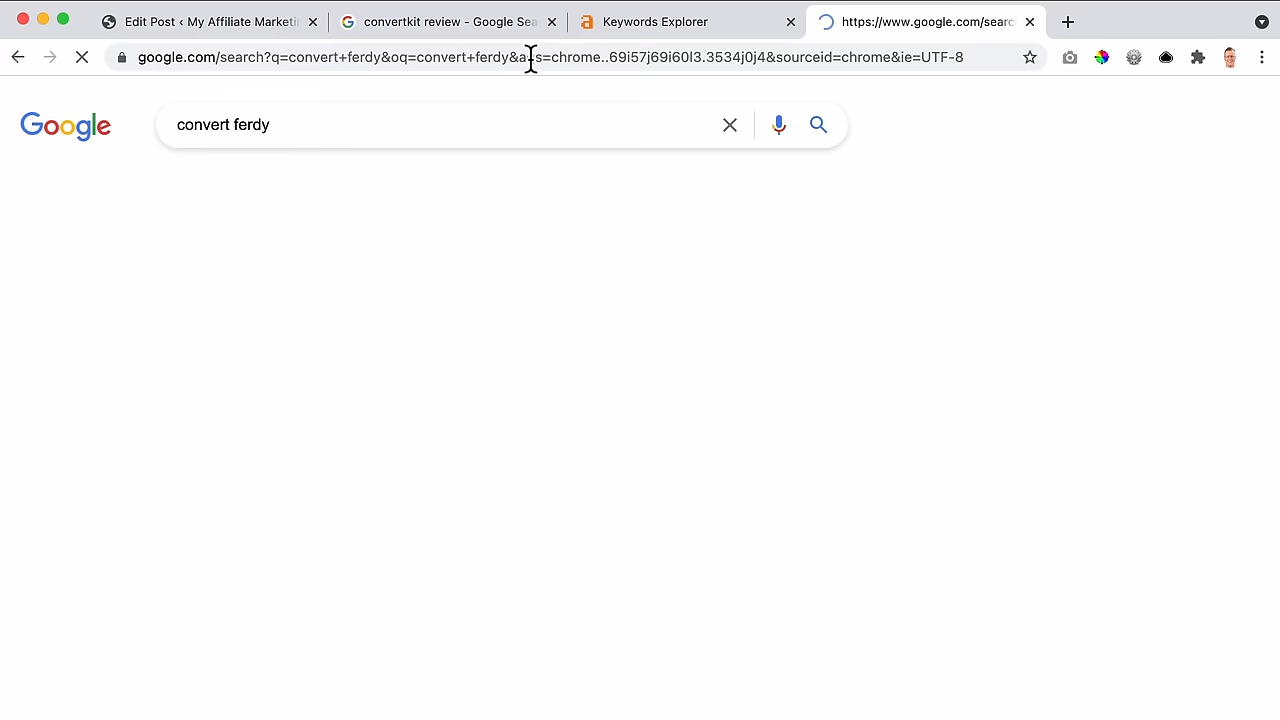 Edit Post ‹ My Affiliate Marketi
convertkit review - Google Sea
Keywords Explorer
https://www.google.com/searc
google.com/search?q=convert+ferdy&oq=convert+ferdy&aqs=chrome..69i57j69i60l3.3534j0j4&sourceid=chrome&ie=UTF-8
Google
convert ferdy